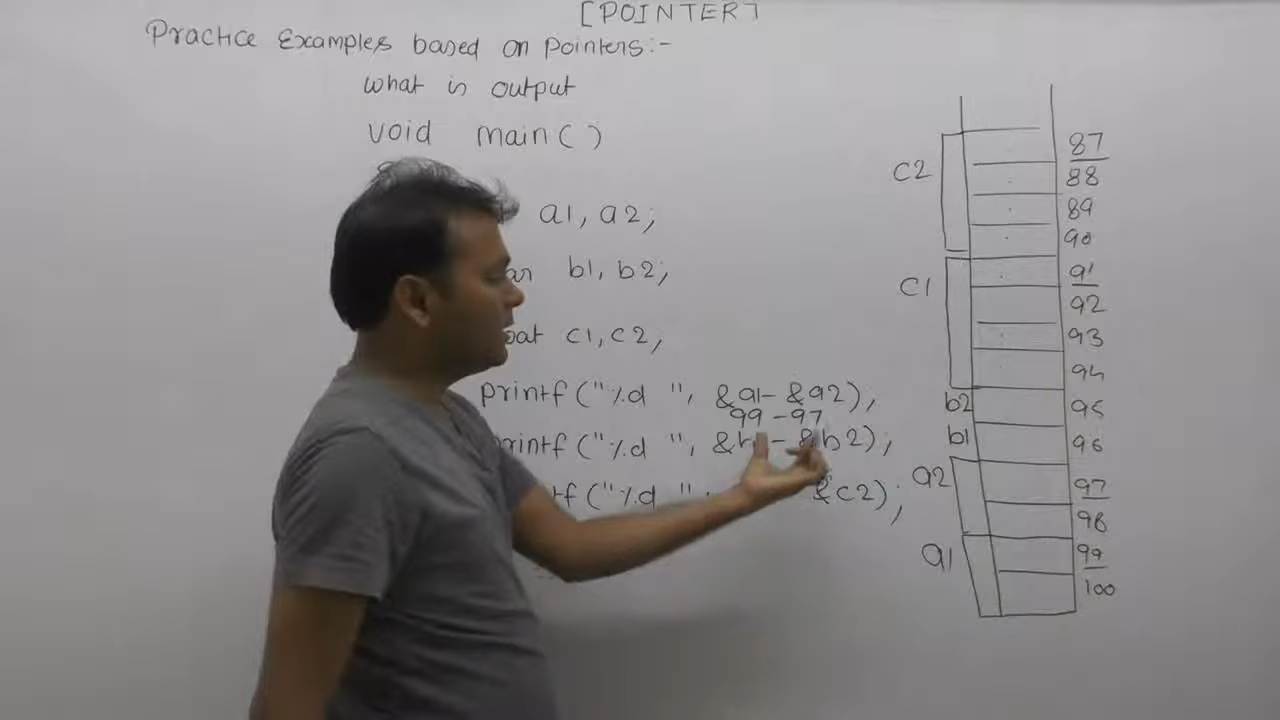 [POINTER]
Practice Examples based on pointers:-
what is output
void main()
a1, a2;
b1, b2;
c1, c2;
printf("%d ", &a1- &a2);
99 - 97
printf("%d ", &b1 - &b2);
"%d ", &c2);
c2
87
88
89
90
c1
91
92
93
94
b2 95
b1 96
a2
97
98
a1
99
100